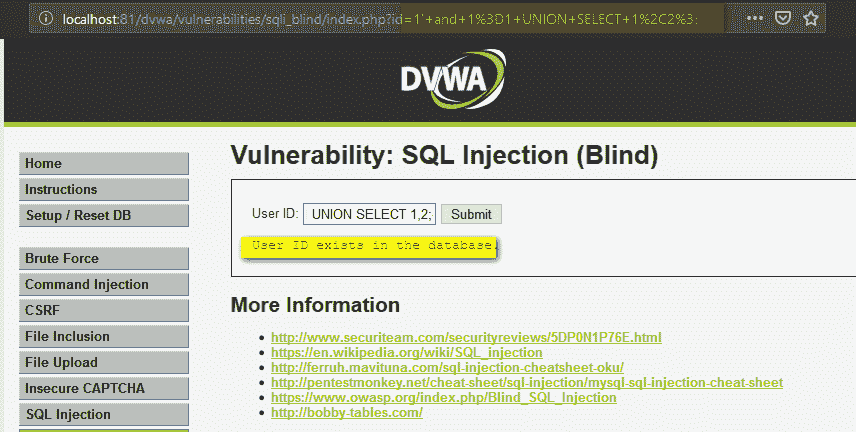 localhost:81/dvwa/vulnerabilities/sqli_blind/index.php?id=1'+and+1%3D1+UNION+SELECT+1%2C2%3:
DVWA
Vulnerability: SQL Injection (Blind)
Home
Instructions
Setup / Reset DB
Brute Force
Command Injection
CSRF
File Inclusion
File Upload
Insecure CAPTCHA
SQL Injection
User ID: UNION SELECT 1,2; Submit
User ID exists in the database.
More Information
http://www.securiteam.com/securityreviews/5DP0N1P76E.html
https://en.wikipedia.org/wiki/SQL_injection
http://ferruh.mavituna.com/sql-injection-cheatsheet-oku/
http://pentestmonkey.net/cheat-sheet/sql-injection/mysql-sql-injection-cheat-sheet
https://www.owasp.org/index.php/Blind_SQL_Injection
http://bobby-tables.com/